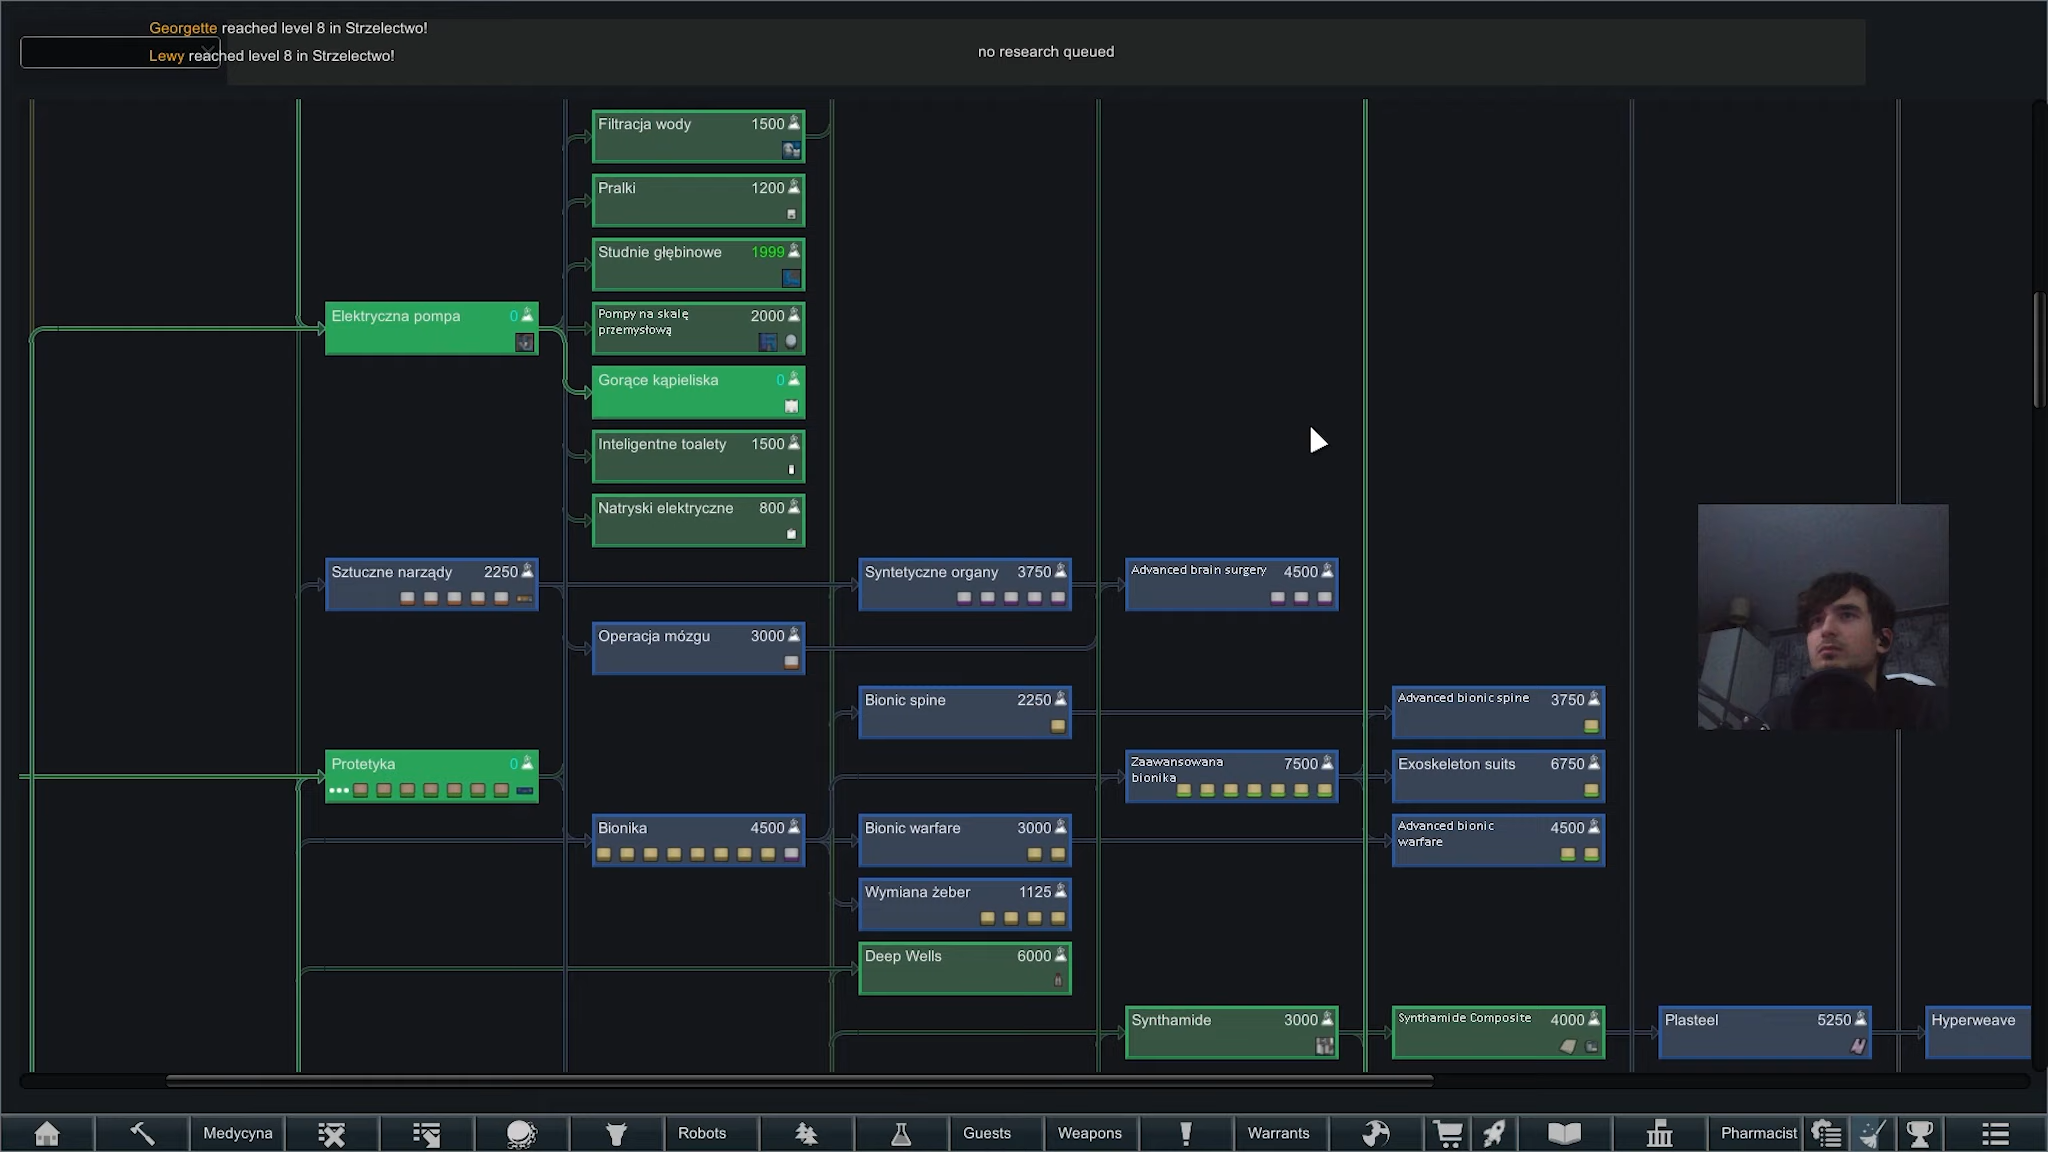 Georgette reached level 8 in Strzelectwo!
Lewy reached level 8 in Strzelectwo!
no research queued
Filtracja wody 1500
Pralki 1200
Studnie głębinowe 1999
Elektryczna pompa 0
Pompy na skalę
przemysłową 2000
Gorące kąpieliska 0
Inteligentne toalety 1500
Natryski elektryczne 800
Sztuczne narządy 2250
Syntetyczne organy 3750
Advanced brain surgery 4500
Operacja mózgu 3000
Bionic spine 2250
Advanced bionic spine 3750
Protetyka 0
Zaawansowana
bionika 7500
Exoskeleton suits 6750
Bionika 4500
Bionic warfare 3000
Advanced bionic
warfare 4500
Wymiana żeber 1125
Deep Wells 6000
Synthamide 3000
Synthamide Composite 4000
Plasteel 5250
Hyperweave
Medycyna Robots Guests Weapons Warrants Pharmacist